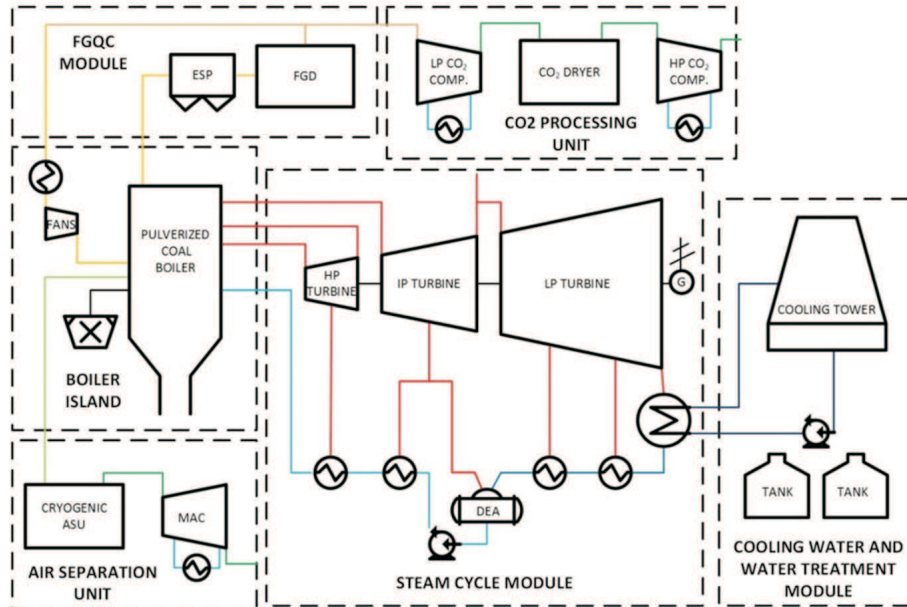 FGQC
MODULE
ESP
FGD
LP CO₂
COMP.
CO₂ DRYER
HP CO₂
COMP.
CO2 PROCESSING
UNIT
FANS
PULVERIZED
COAL
BOILER
BOILER
ISLAND
HP
TURBINE
IP TURBINE
LP TURBINE
G
COOLING TOWER
DEA
STEAM CYCLE MODULE
CRYOGENIC
ASU
MAC
AIR SEPARATION
UNIT
TANK
TANK
COOLING WATER AND
WATER TREATMENT
MODULE